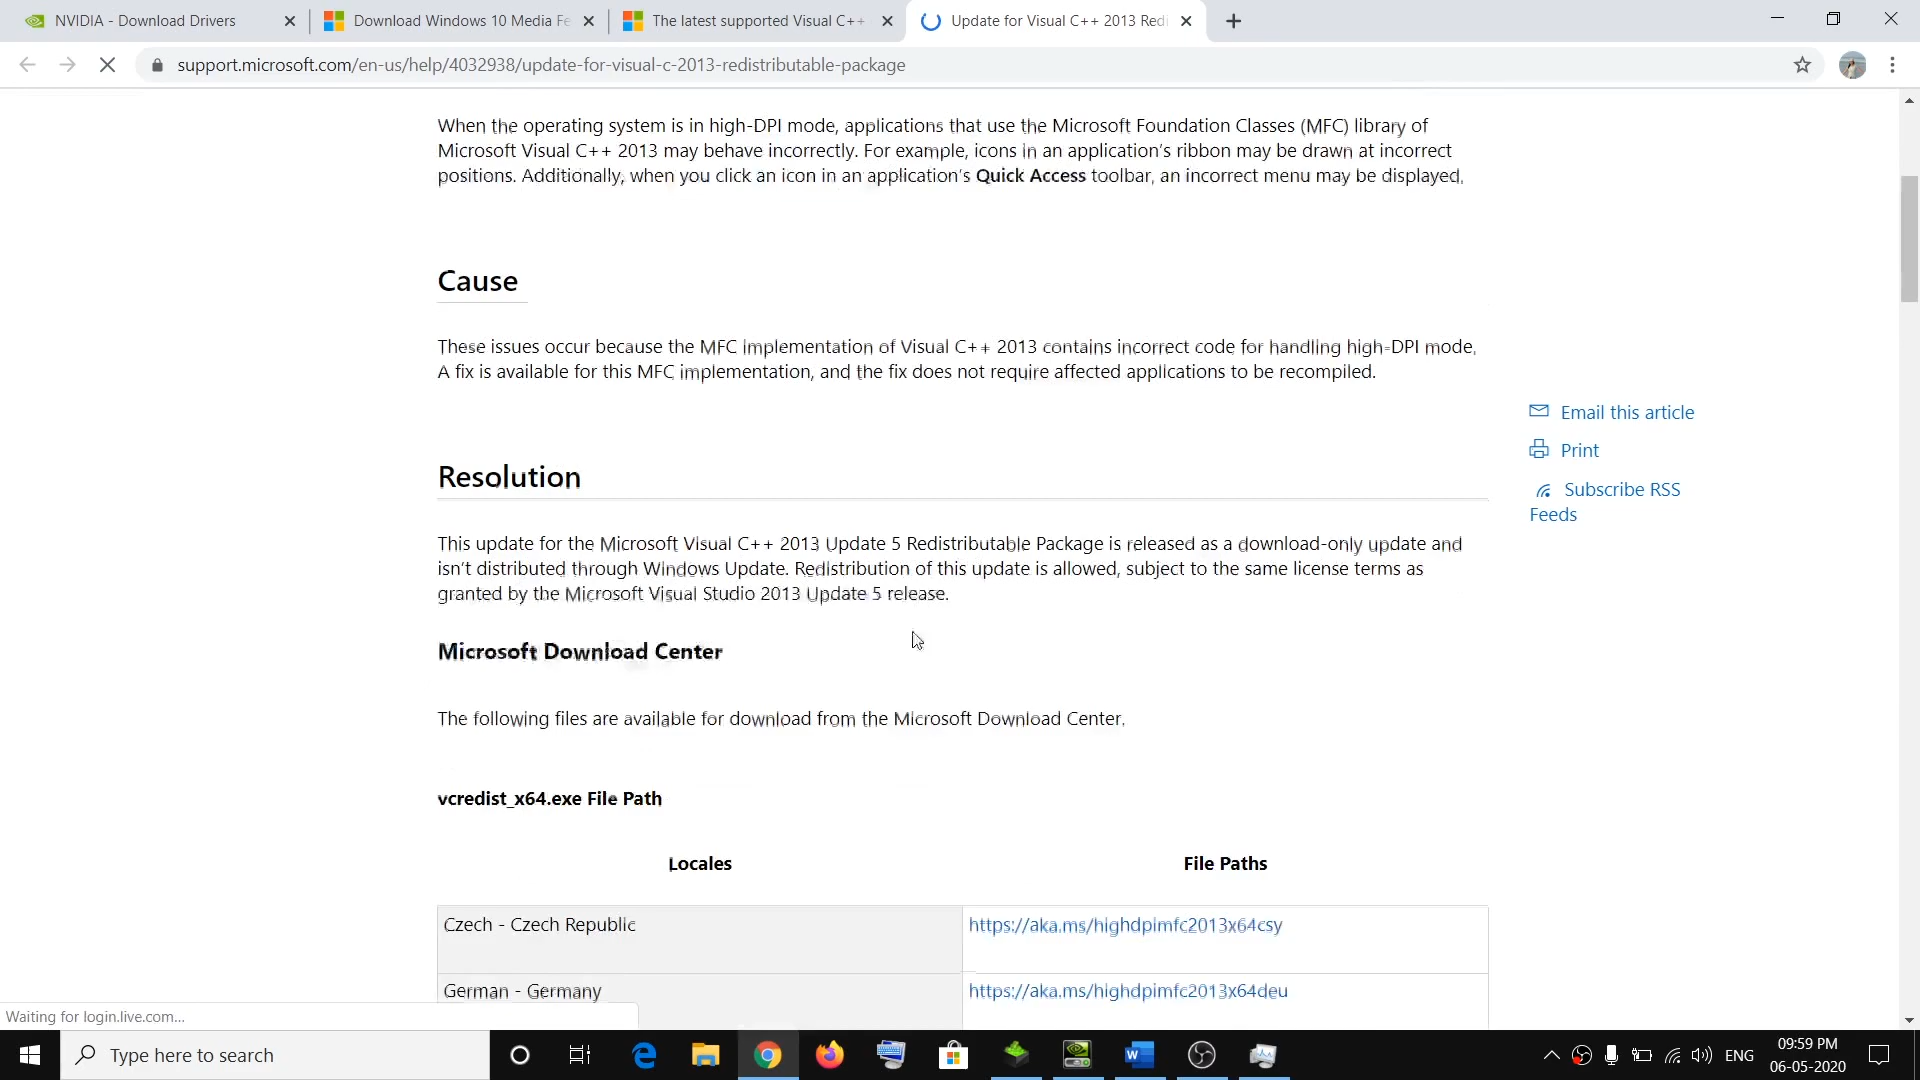 NVIDIA - Download Drivers
Download Windows 10 Media Fe
The latest supported Visual C++
Update for Visual C++ 2013 Redi
support.microsoft.com/en-us/help/4032938/update-for-visual-c-2013-redistributable-package
When the operating system is in high-DPI mode, applications that use the Microsoft Foundation Classes (MFC) library of
Microsoft Visual C++ 2013 may behave incorrectly. For example, icons in an application's ribbon may be drawn at incorrect
positions. Additionally, when you click an icon in an application's Quick Access toolbar, an incorrect menu may be displayed.
Cause
These issues occur because the MFC implementation of Visual C++ 2013 contains incorrect code for handling high-DPI mode.
A fix is available for this MFC implementation, and the fix does not require affected applications to be recompiled.
Email this article
Print
Subscribe RSS
Feeds
Resolution
This update for the Microsoft Visual C++ 2013 Update 5 Redistributable Package is released as a download-only update and
isn't distributed through Windows Update. Redistribution of this update is allowed, subject to the same license terms as
granted by the Microsoft Visual Studio 2013 Update 5 release.
Microsoft Download Center
The following files are available for download from the Microsoft Download Center.
vcredist_x64.exe File Path
Locales File Paths
Czech - Czech Republic https://aka.ms/highdpimfc2013x64csy
German - Germany https://aka.ms/highdpimfc2013x64deu
Waiting for login.live.com...
Type here to search
ENG
09:59 PM
06-05-2020